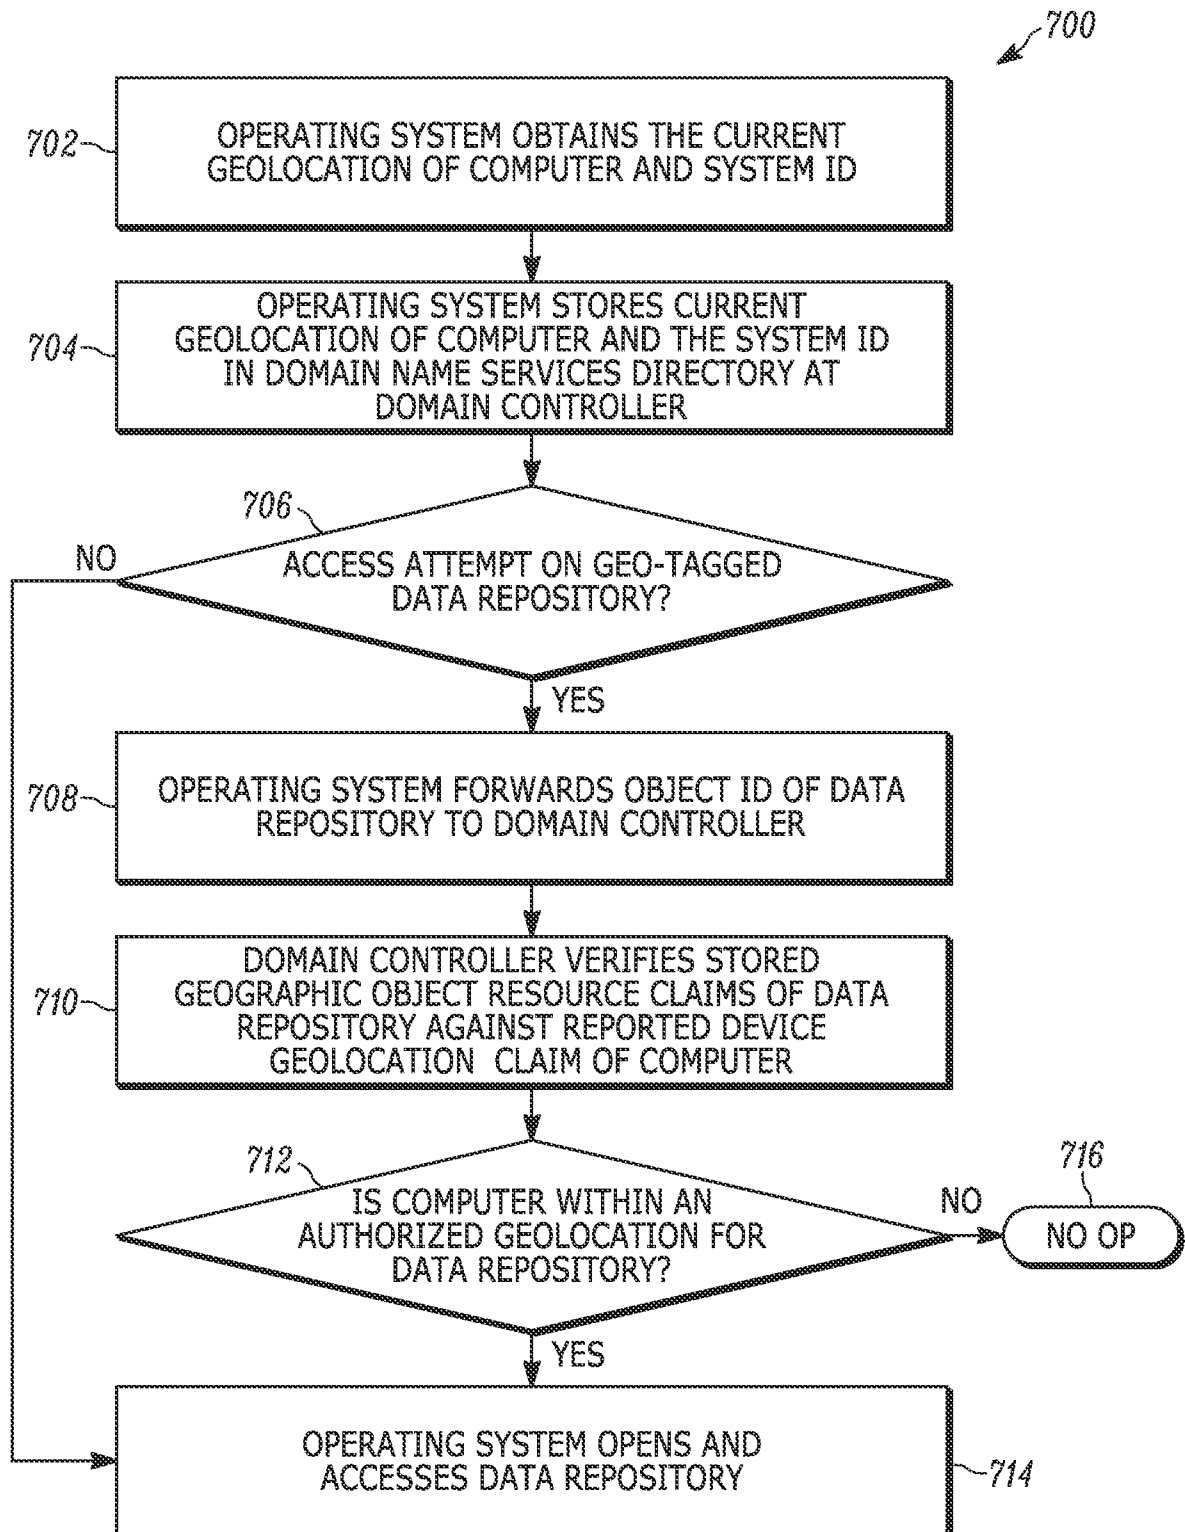 700
702
OPERATING SYSTEM OBTAINS THE CURRENT
GEOLOCATION OF COMPUTER AND SYSTEM ID
704
OPERATING SYSTEM STORES CURRENT
GEOLOCATION OF COMPUTER AND THE SYSTEM ID
IN DOMAIN NAME SERVICES DIRECTORY AT
DOMAIN CONTROLLER
706
NO
ACCESS ATTEMPT ON GEO-TAGGED
DATA REPOSITORY?
YES
708
OPERATING SYSTEM FORWARDS OBJECT ID OF DATA
REPOSITORY TO DOMAIN CONTROLLER
710
DOMAIN CONTROLLER VERIFIES STORED
GEOGRAPHIC OBJECT RESOURCE CLAIMS OF DATA
REPOSITORY AGAINST REPORTED DEVICE
GEOLOCATION CLAIM OF COMPUTER
712
IS COMPUTER WITHIN AN
AUTHORIZED GEOLOCATION FOR
DATA REPOSITORY?
NO
716
NO OP
YES
OPERATING SYSTEM OPENS AND
ACCESSES DATA REPOSITORY
714